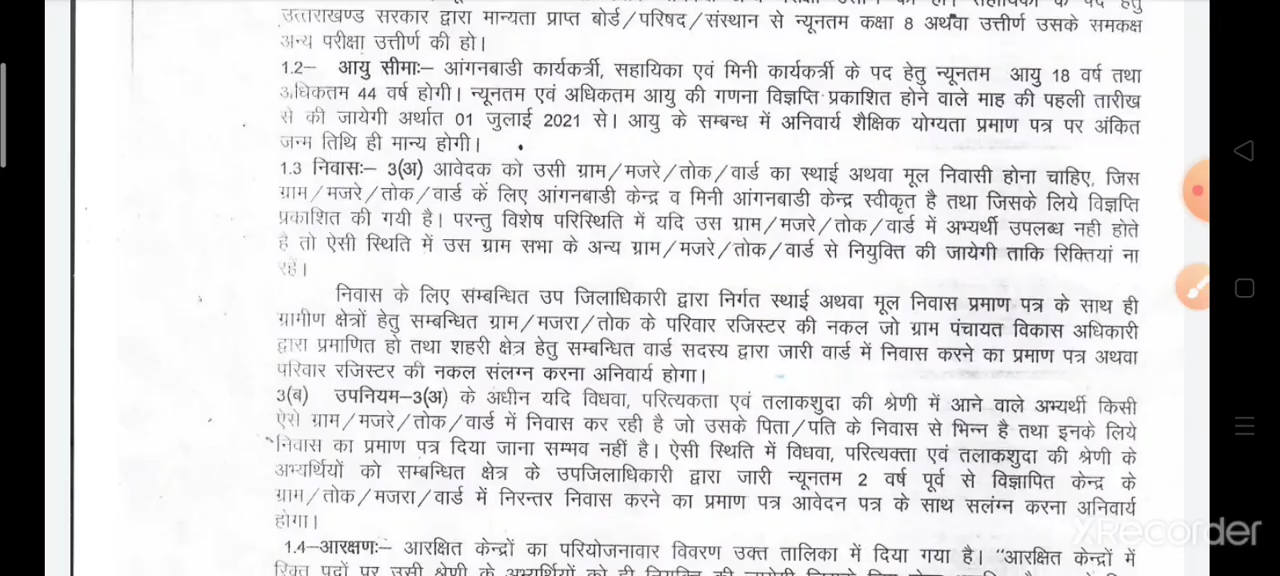 उत्तराखण्ड सरकार द्वारा मान्यता प्राप्त बोर्ड/परिषद/संस्थान से न्यूनतम कक्षा 8 अथवा उत्तीर्ण उसके समकक्ष
अन्य परीक्षा उत्तीर्ण की हो।
1.2– आयु सीमाः– आंगनबाडी कार्यकर्त्री, सहायिका एवं मिनी कार्यकर्त्री के पद हेतु न्यूनतम आयु 18 वर्ष तथा
अधिकतम 44 वर्ष होगी। न्यूनतम एवं अधिकतम आयु की गणना विज्ञप्ति प्रकाशित होने वाले माह की पहली तारीख
से की जायेगी अर्थात 01 जुलाई 2021 से। आयु के सम्बन्ध में अनिवार्य शैक्षिक योग्यता प्रमाण पत्र पर अंकित
जन्म तिथि ही मान्य होगी।
1.3 निवासः– 3(अ) आवेदक को उसी ग्राम/मजरे/तोक/वार्ड का स्थाई अथवा मूल निवासी होना चाहिए, जिस
ग्राम/मजरे/तोक/वार्ड कें लिए आंगनबाडी केन्द्र व मिनी आंगनबाडी केन्द्र स्वीकृत है तथा जिसके लिये विज्ञप्ति
प्रकाशित की गयी है। परन्तु विशेष परिस्थिति में यदि उस ग्राम/मजरे/तोक/वार्ड में अभ्यर्थी उपलब्ध नही होते
है तो ऐसी स्थिति में उस ग्राम सभा के अन्य ग्राम/मजरे/तोक/वार्ड से नियुक्ति की जायेगी ताकि रिक्तियां ना
रहें।
निवास के लिए सम्बन्धित उप जिलाधिकारी द्वारा निर्गत स्थाई अथवा मूल निवास प्रमाण पत्र के साथ ही
ग्रामीण क्षेत्रों हेतु सम्बन्धित ग्राम/मजरा/तोक के परिवार रजिस्टर की नकल जो ग्राम पंचायत विकास अधिकारी
द्वारा प्रमाणित हो तथा शहरी क्षेत्र हेतु सम्बन्धित वार्ड सदस्य द्वारा जारी वार्ड में निवास करने का प्रमाण पत्र अथवा
परिवार रजिस्टर की नकल संलग्न करना अनिवार्य होगा।
3(ब) उपनियम–3(अ) के अधीन यदि विधवा, परित्यकता एवं तलाकशुदा की श्रेणी में आने वाले अभ्यर्थी किसी
ऐसे ग्राम/मजरे/तोक/वार्ड में निवास कर रही है जो उसके पिता/पति के निवास से भिन्न है तथा इनके लिये
निवास का प्रमाण पत्र दिया जाना सम्भव नहीं है। ऐसी स्थिति में विधवा, परित्यक्ता एवं तलाकशुदा की श्रेणी के
अभ्यर्थियों को सम्बन्धित क्षेत्र के उपजिलाधिकारी द्वारा जारी न्यूनतम 2 वर्ष पूर्व से विज्ञापित केन्द्र के
ग्राम/तोक/मजरा/वार्ड में निरन्तर निवास करने का प्रमाण पत्र आवेदन पत्र के साथ सलंग्न करना अनिवार्य
होगा।
1.4–आरक्षणः– आरक्षित केन्द्रों का परियोजनावार विवरण उक्त तालिका में दिया गया है। "आरक्षित केन्द्रों में
XRecorder